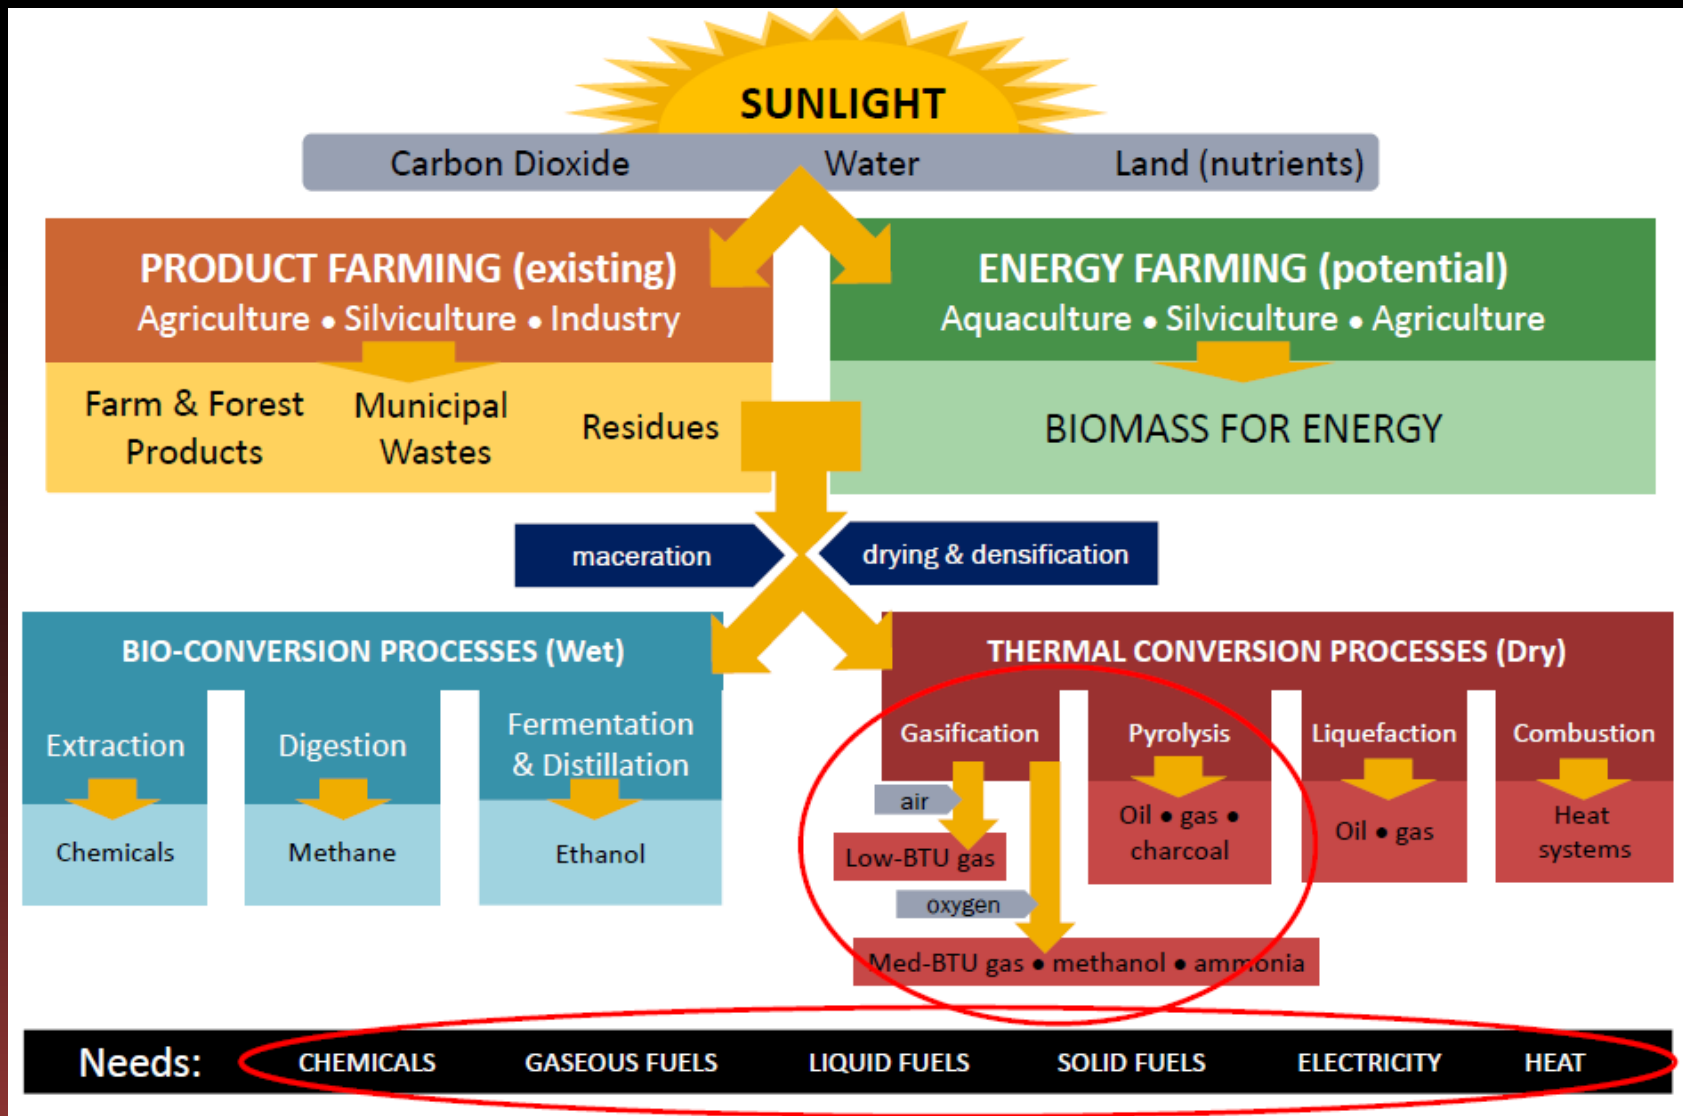 SUNLIGHT
Carbon Dioxide Water Land (nutrients)
PRODUCT FARMING (existing)
Agriculture • Silviculture • Industry
ENERGY FARMING (potential)
Aquaculture • Silviculture • Agriculture
Farm & Forest
Products
Municipal
Wastes
Residues
BIOMASS FOR ENERGY
maceration
drying & densification
BIO-CONVERSION PROCESSES (Wet)
Extraction
Chemicals
Digestion
Methane
Fermentation
& Distillation
Ethanol
THERMAL CONVERSION PROCESSES (Dry)
Gasification
air
Low-BTU gas
oxygen
Med-BTU gas • methanol • ammonia
Pyrolysis
Oil • gas •
charcoal
Liquefaction
Oil • gas
Combustion
Heat
systems
Needs: CHEMICALS GASEOUS FUELS LIQUID FUELS SOLID FUELS ELECTRICITY HEAT